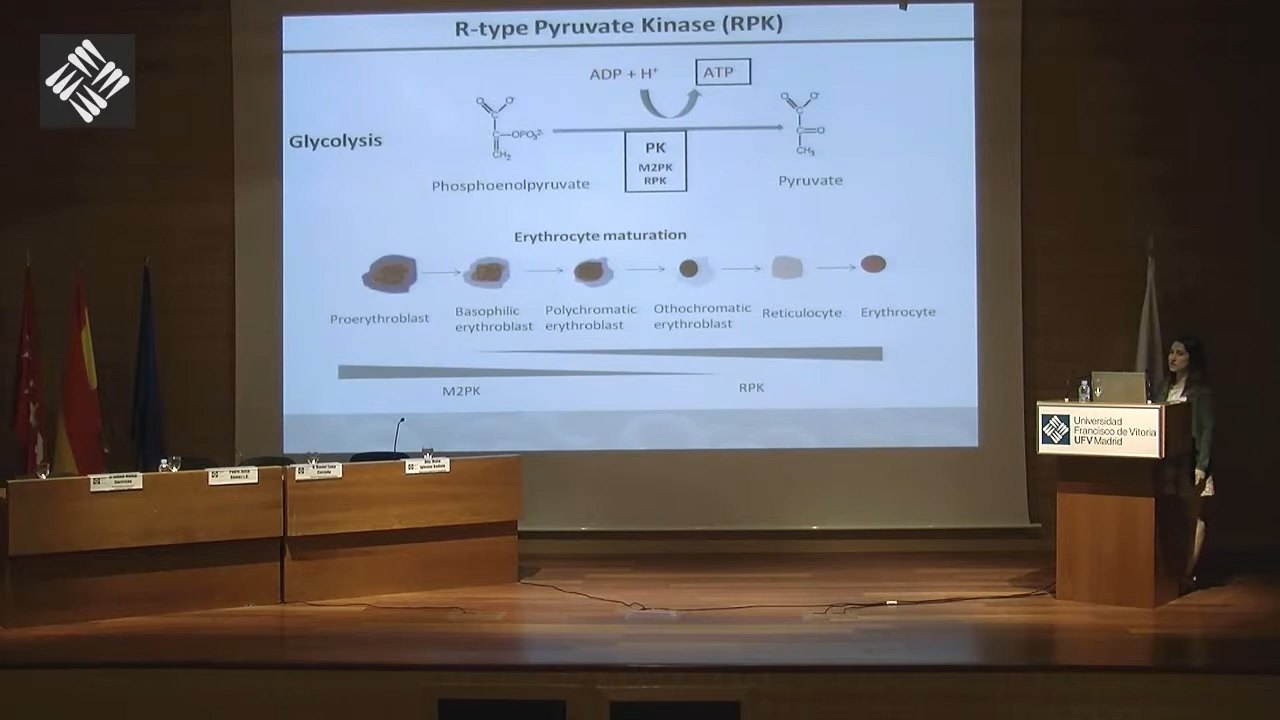 R-type Pyruvate Kinase (RPK)
ADP + H⁺
ATP
Glycolysis
O
O⁻
C
C—OPO₃²⁻
CH₂
PK
M2PK
RPK
O
O⁻
C
C=O
CH₃
Phosphoenolpyruvate
Pyruvate
Erythrocyte maturation
Proerythroblast
Basophilic
erythroblast
Polychromatic
erythroblast
Othochromatic
erythroblast
Reticulocyte
Erythrocyte
M2PK
RPK
Universidad
Francisco de Vitoria
UFV Madrid